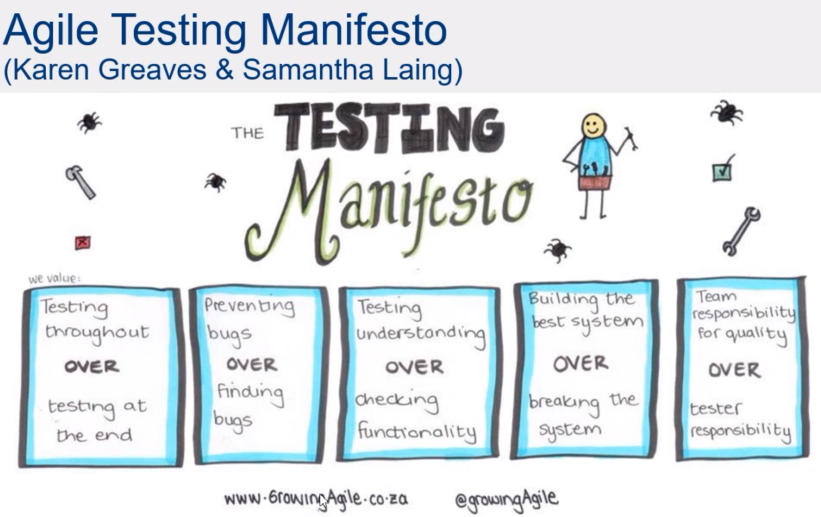 Agile Testing Manifesto
(Karen Greaves & Samantha Laing)
THE TESTING
Manifesto
we value:
Testing
throughout
OVER
testing at
the end
Preventing
bugs
OVER
finding
bugs
Testing
understanding
OVER
checking
functionality
Building the
best system
OVER
breaking the
system
Team
responsibility
for quality
OVER
tester
responsibility
www.GrowingAgile.co.za @growingAgile